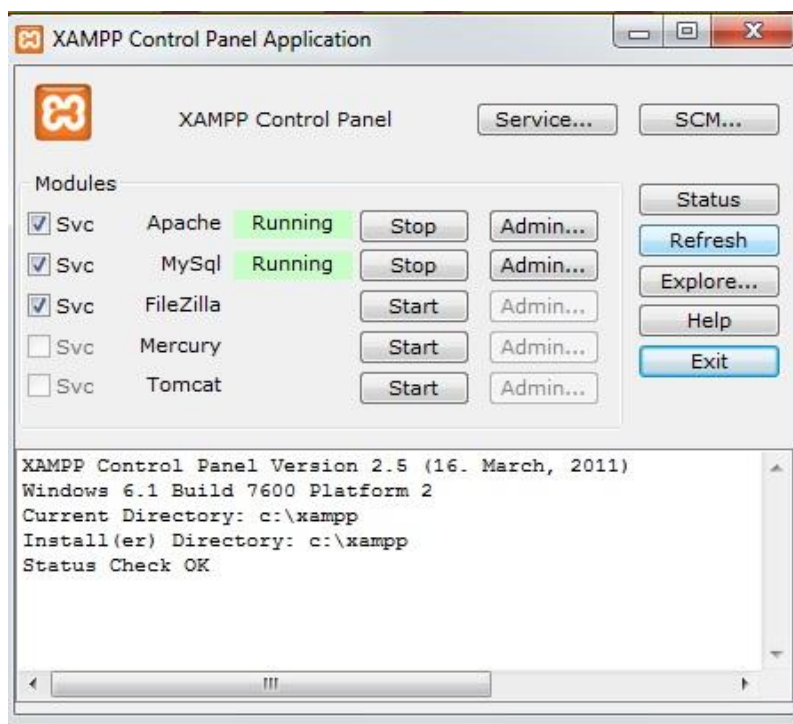 XAMPP Control Panel Application
XAMPP Control Panel Service... SCM...
Modules
Svc Apache Running Stop Admin...
Svc MySql Running Stop Admin...
Svc FileZilla Start Admin...
Svc Mercury Start Admin...
Svc Tomcat Start Admin...
Status
Refresh
Explore...
Help
Exit
XAMPP Control Panel Version 2.5 (16. March, 2011)
Windows 6.1 Build 7600 Platform 2
Current Directory: c:\xampp
Install(er) Directory: c:\xampp
Status Check OK